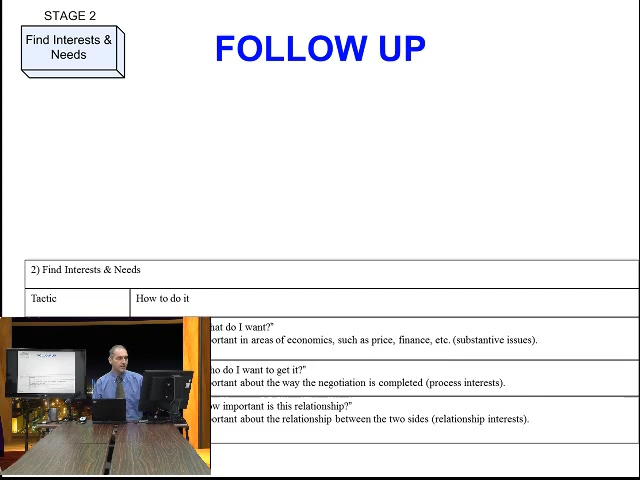 STAGE 2
Find Interests &
Needs
FOLLOW UP
2) Find Interests & Needs
Tactic
How to do it
hat do I want?"
portant in areas of economics, such as price, finance, etc. (substantive issues).
do I want to get it?"
portant about the way the negotiation is completed (process interests).
ow important is this relationship?"
portant about the relationship between the two sides (relationship interests).
FOLLOW UP